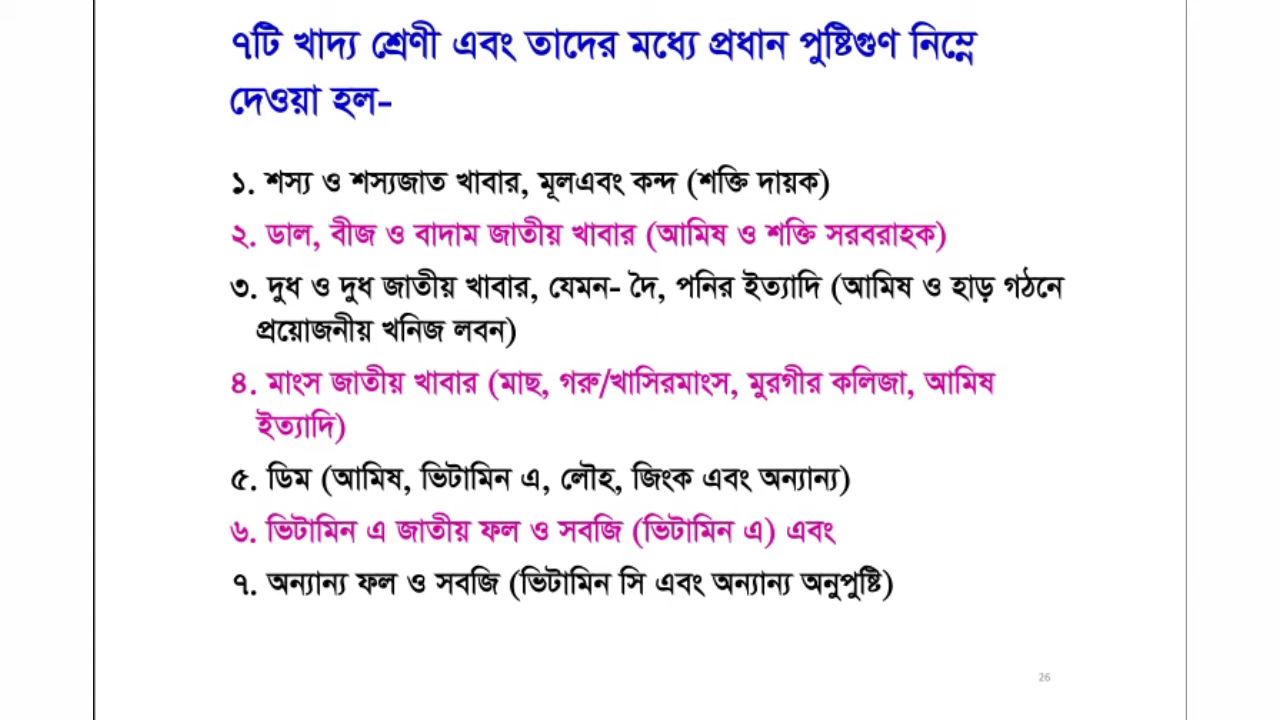 ৭টি খাদ্য শ্রেণী এবং তাদের মধ্যে প্রধান পুষ্টিগুণ নিম্নে
দেওয়া হল-
১. শস্য ও শস্যজাত খাবার, মূলএবং কন্দ (শক্তি দায়ক)
২. ডাল, বীজ ও বাদাম জাতীয় খাবার (আমিষ ও শক্তি সরবরাহক)
৩. দুধ ও দুধ জাতীয় খাবার, যেমন- দৈ, পনির ইত্যাদি (আমিষ ও হাড় গঠনে
প্রয়োজনীয় খনিজ লবন)
৪. মাংস জাতীয় খাবার (মাছ, গরু/খাসিরমাংস, মুরগীর কলিজা, আমিষ
ইত্যাদি)
৫. ডিম (আমিষ, ভিটামিন এ, লৌহ, জিংক এবং অন্যান্য)
৬. ভিটামিন এ জাতীয় ফল ও সবজি (ভিটামিন এ) এবং
৭. অন্যান্য ফল ও সবজি (ভিটামিন সি এবং অন্যান্য অনুপুষ্টি)
26